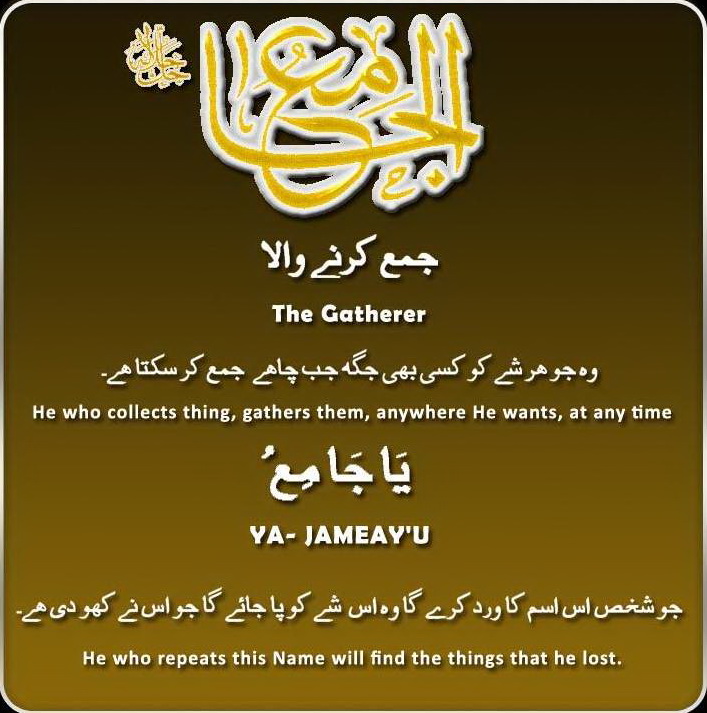 الجامع
جل جلاله
جمع کرنے والا
The Gatherer
وہ جو ہر شے کو کسی بھی جگہ جب چاہے جمع کر سکتا ہے۔
He who collects thing, gathers them, anywhere He wants, at any time
يَا جَامِعُ
YA- JAMEAY'U
جو شخص اس اسم کا ورد کرے گا وہ اس شے کو پا جائے گا جو اس نے کھو دی ہے۔
He who repeats this Name will find the things that he lost.